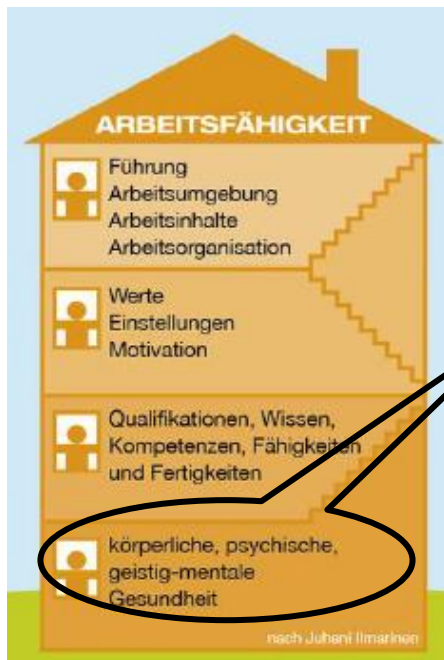 ARBEITSFÄHIGKEIT
Führung
Arbeitsumgebung
Arbeitsinhalte
Arbeitsorganisation
Werte
Einstellungen
Motivation
Qualifikationen, Wissen,
Kompetenzen, Fähigkeiten
und Fertigkeiten
körperliche, psychische,
geistig-mentale
Gesundheit
nach Juhani Ilmarinen